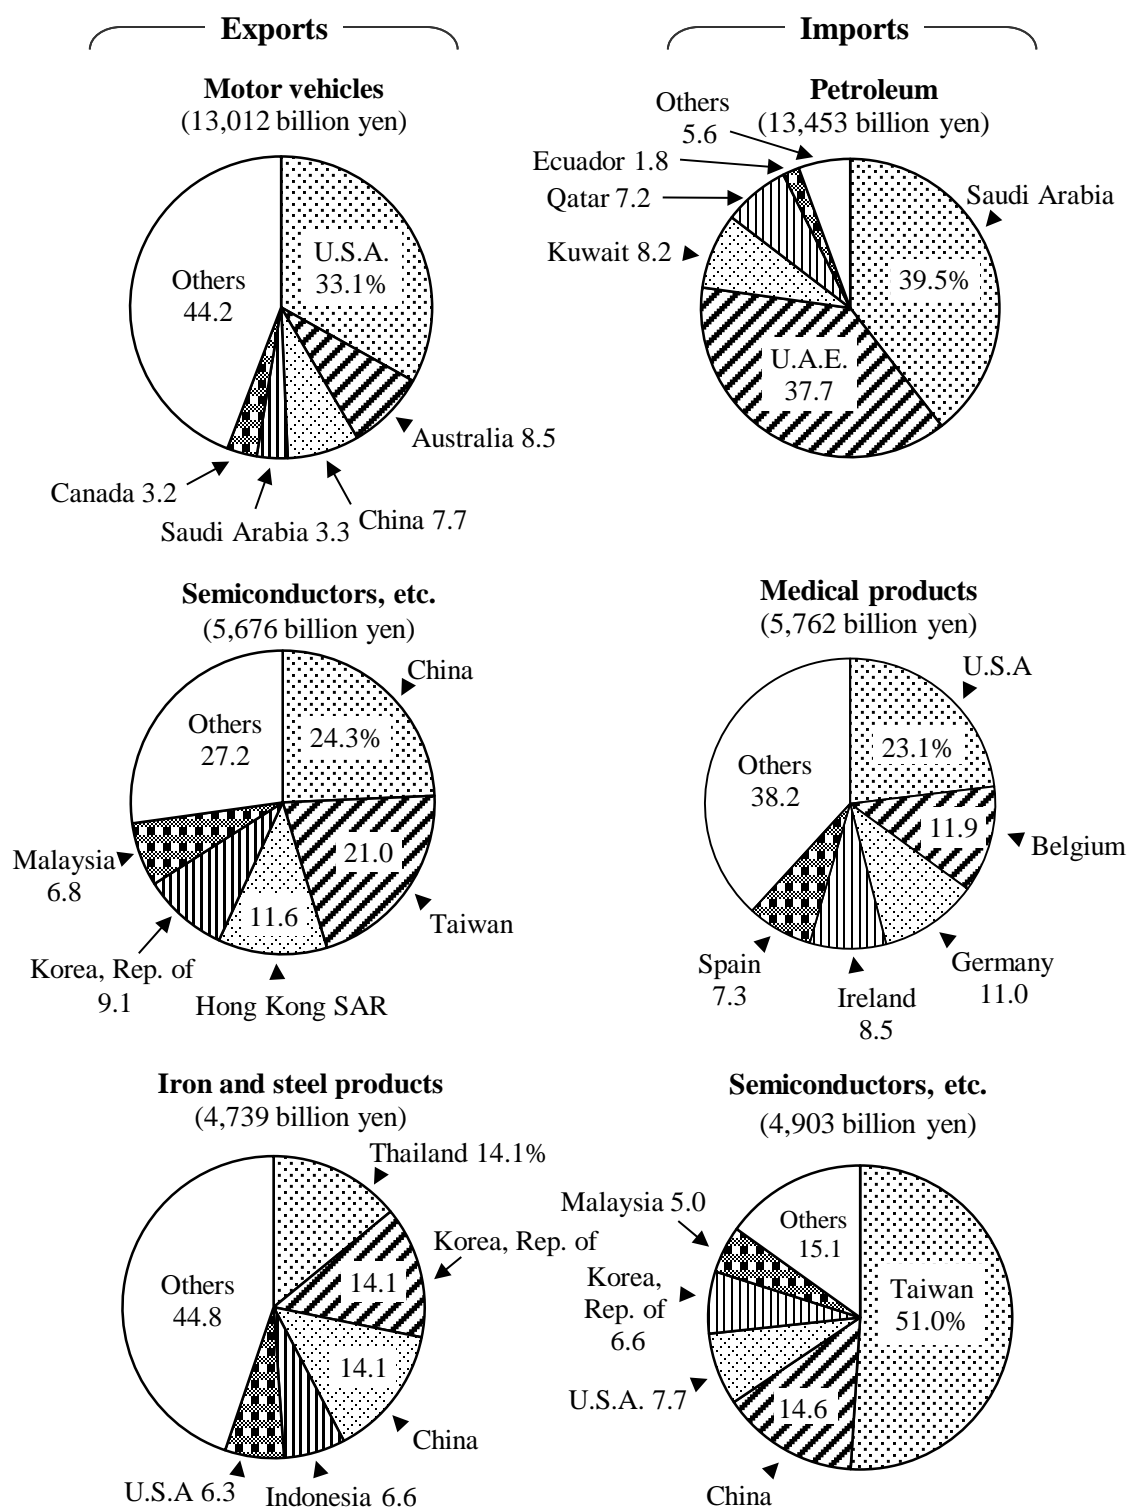 Exports
Motor vehicles
(13,012 billion yen)
U.S.A.
33.1%
Others
44.2
Australia 8.5
China 7.7
Saudi Arabia 3.3
Canada 3.2
Semiconductors, etc.
(5,676 billion yen)
China
24.3%
Others
27.2
21.0
Taiwan
11.6
Hong Kong SAR
Korea, Rep. of
9.1
Malaysia
6.8
Iron and steel products
(4,739 billion yen)
Thailand 14.1%
Korea, Rep. of
14.1
Others
44.8
14.1
China
Indonesia 6.6
U.S.A 6.3
Imports
Petroleum
(13,453 billion yen)
Others
5.6
Ecuador 1.8
Qatar 7.2
Kuwait 8.2
Saudi Arabia
39.5%
U.A.E.
37.7
Medical products
(5,762 billion yen)
U.S.A
23.1%
Others
38.2
11.9
Belgium
Germany
11.0
Ireland
8.5
Spain
7.3
Semiconductors, etc.
(4,903 billion yen)
Malaysia 5.0
Others
15.1
Korea,
Rep. of
6.6
Taiwan
51.0%
U.S.A. 7.7
14.6
China